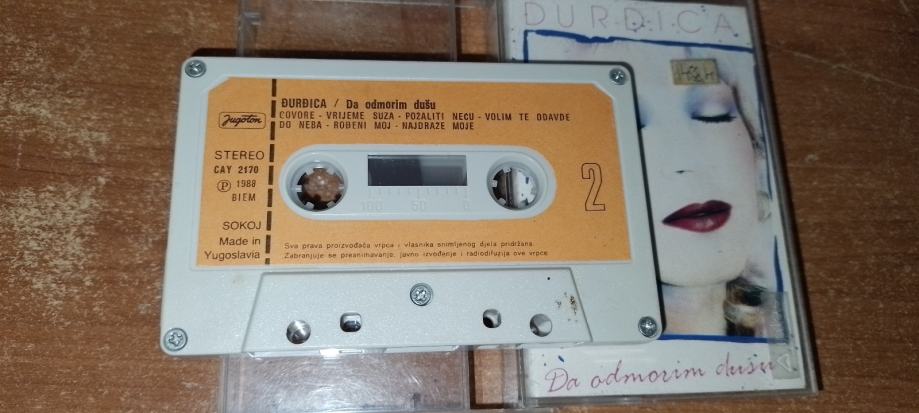 ĐURĐICA / Da odmorim dušu
COVORE - VRIJEME SUZA - POŽALITI NEĆU - VOLIM TE ODAVDE
DO NEBA - ROĐENI MOJ - NAJDRAŽE MOJE
Jugoton
STEREO
CAY 2170
Ⓟ 1988
BIEM
SOKOJ
Made in
Yugoslavia
2
100 50 0
Sva prava proizvođača vrpce i vlasnika snimljenog djela pridržana.
Zabranjuje se presnimavanje, javno izvođenje i radiodifuzija ove vrpce
ĐURĐICA
Da odmorim dušu